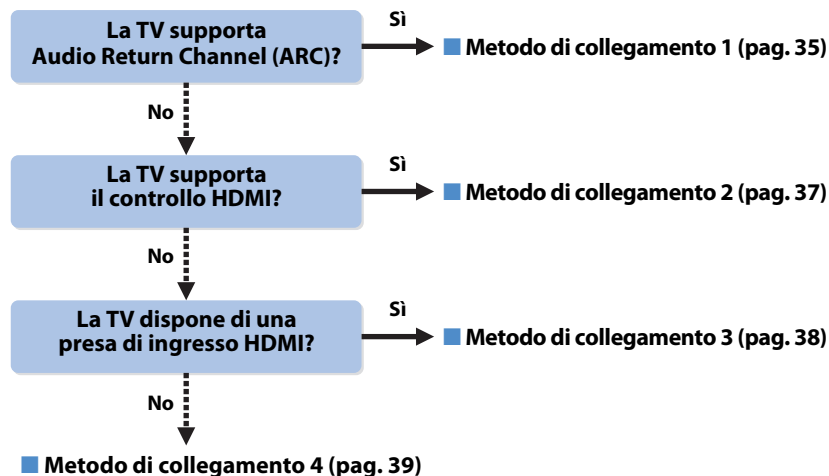 La TV supporta
Audio Return Channel (ARC)?
Sì
■ Metodo di collegamento 1 (pag. 35)
No
La TV supporta
il controllo HDMI?
Sì
■ Metodo di collegamento 2 (pag. 37)
No
La TV dispone di una
presa di ingresso HDMI?
Sì
■ Metodo di collegamento 3 (pag. 38)
No
■ Metodo di collegamento 4 (pag. 39)